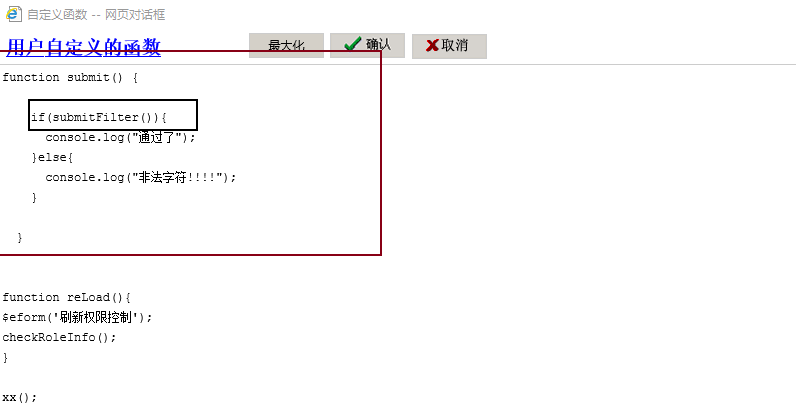 自定义函数 -- 网页对话框
用户自定义的函数 最大化 确认 取消
function submit() {
if(submitFilter()){
console.log("通过了");
}else{
console.log("非法字符!!!!");
}
}
function reLoad(){
$eform('刷新权限控制');
checkRoleInfo();
}
xx();